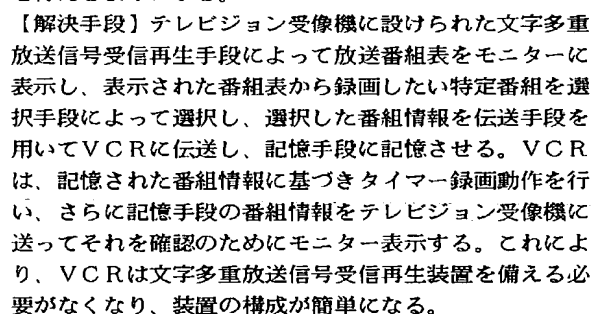 【解決手段】テレビジョン受像機に設けられた文字多重
放送信号受信再生手段によって放送番組表をモニターに
表示し、表示された番組表から録画したい特定番組を選
択手段によって選択し、選択した番組情報を伝送手段を
用いてＶＣＲに伝送し、記憶手段に記憶させる。ＶＣＲ
は、記憶された番組情報に基づきタイマー録画動作を行
い、さらに記憶手段の番組情報をテレビジョン受像機に
送ってそれを確認のためにモニター表示する。これによ
り、ＶＣＲは文字多重放送信号受信再生装置を備える必
要がなくなり、装置の構成が簡単になる。